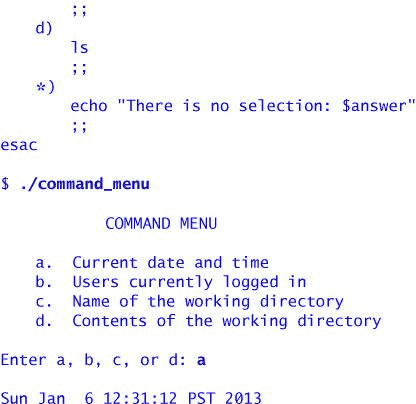 ;;
d)
ls
;;
*)
echo "There is no selection: $answer"
;;
esac
$ ./command_menu
COMMAND MENU
a. Current date and time
b. Users currently logged in
c. Name of the working directory
d. Contents of the working directory
Enter a, b, c, or d: a
Sun Jan 6 12:31:12 PST 2013